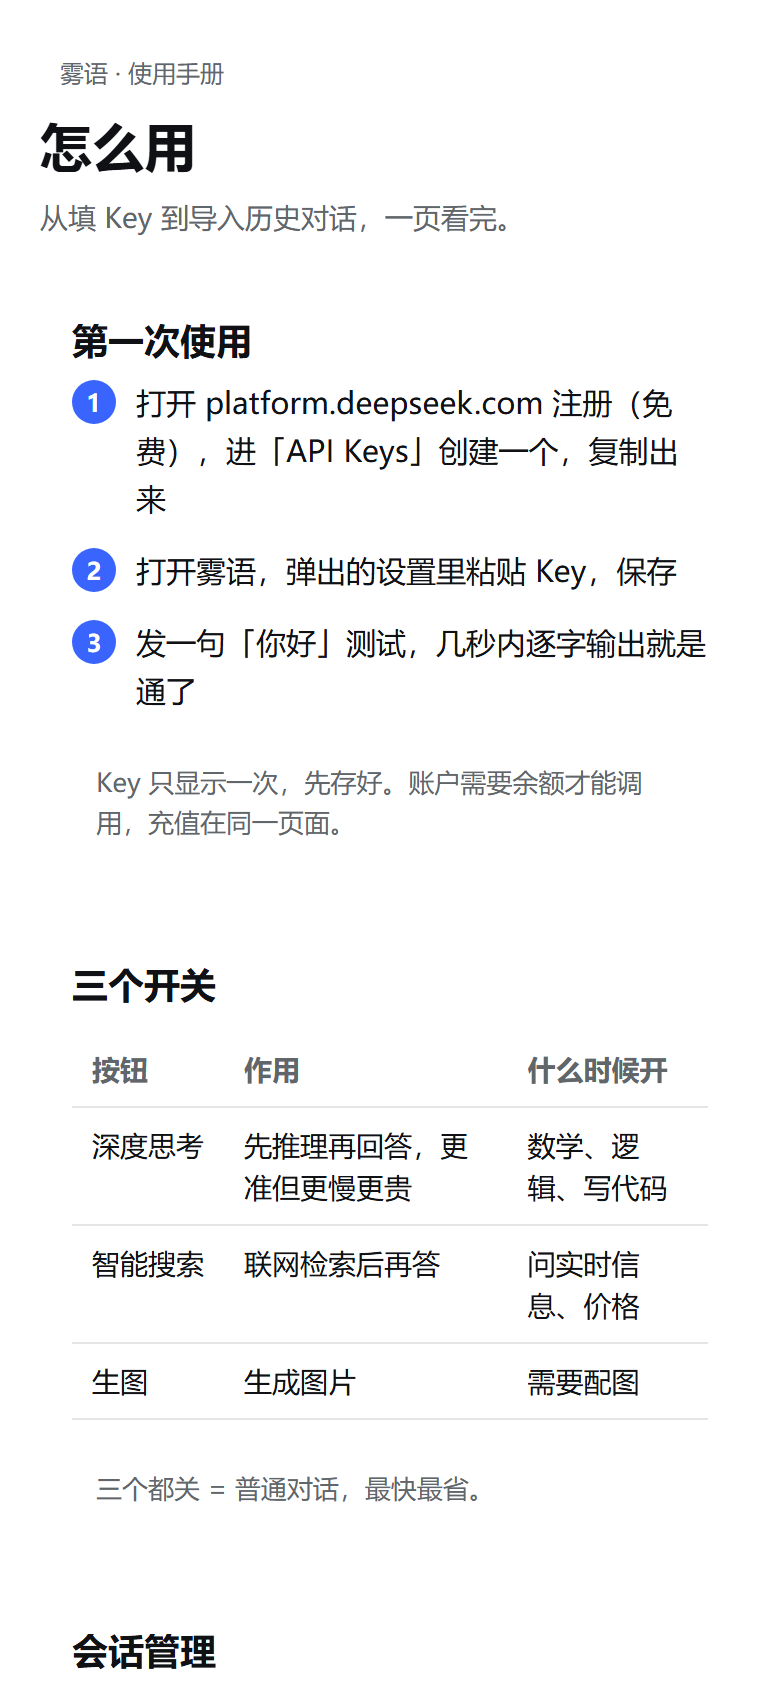 雾语 · 使用手册
怎么用
从填 Key 到导入历史对话，一页看完。
第一次使用
1 打开 platform.deepseek.com 注册（免
费），进「API Keys」创建一个，复制出
来
2 打开雾语，弹出的设置里粘贴 Key，保存
3 发一句「你好」测试，几秒内逐字输出就是
通了
Key 只显示一次，先存好。账户需要余额才能调
用，充值在同一页面。
三个开关
按钮 作用 什么时候开
深度思考 先推理再回答，更 数学、逻
准但更慢更贵 辑、写代码
智能搜索 联网检索后再答 问实时信
息、价格
生图 生成图片 需要配图
三个都关 = 普通对话，最快最省。
会话管理